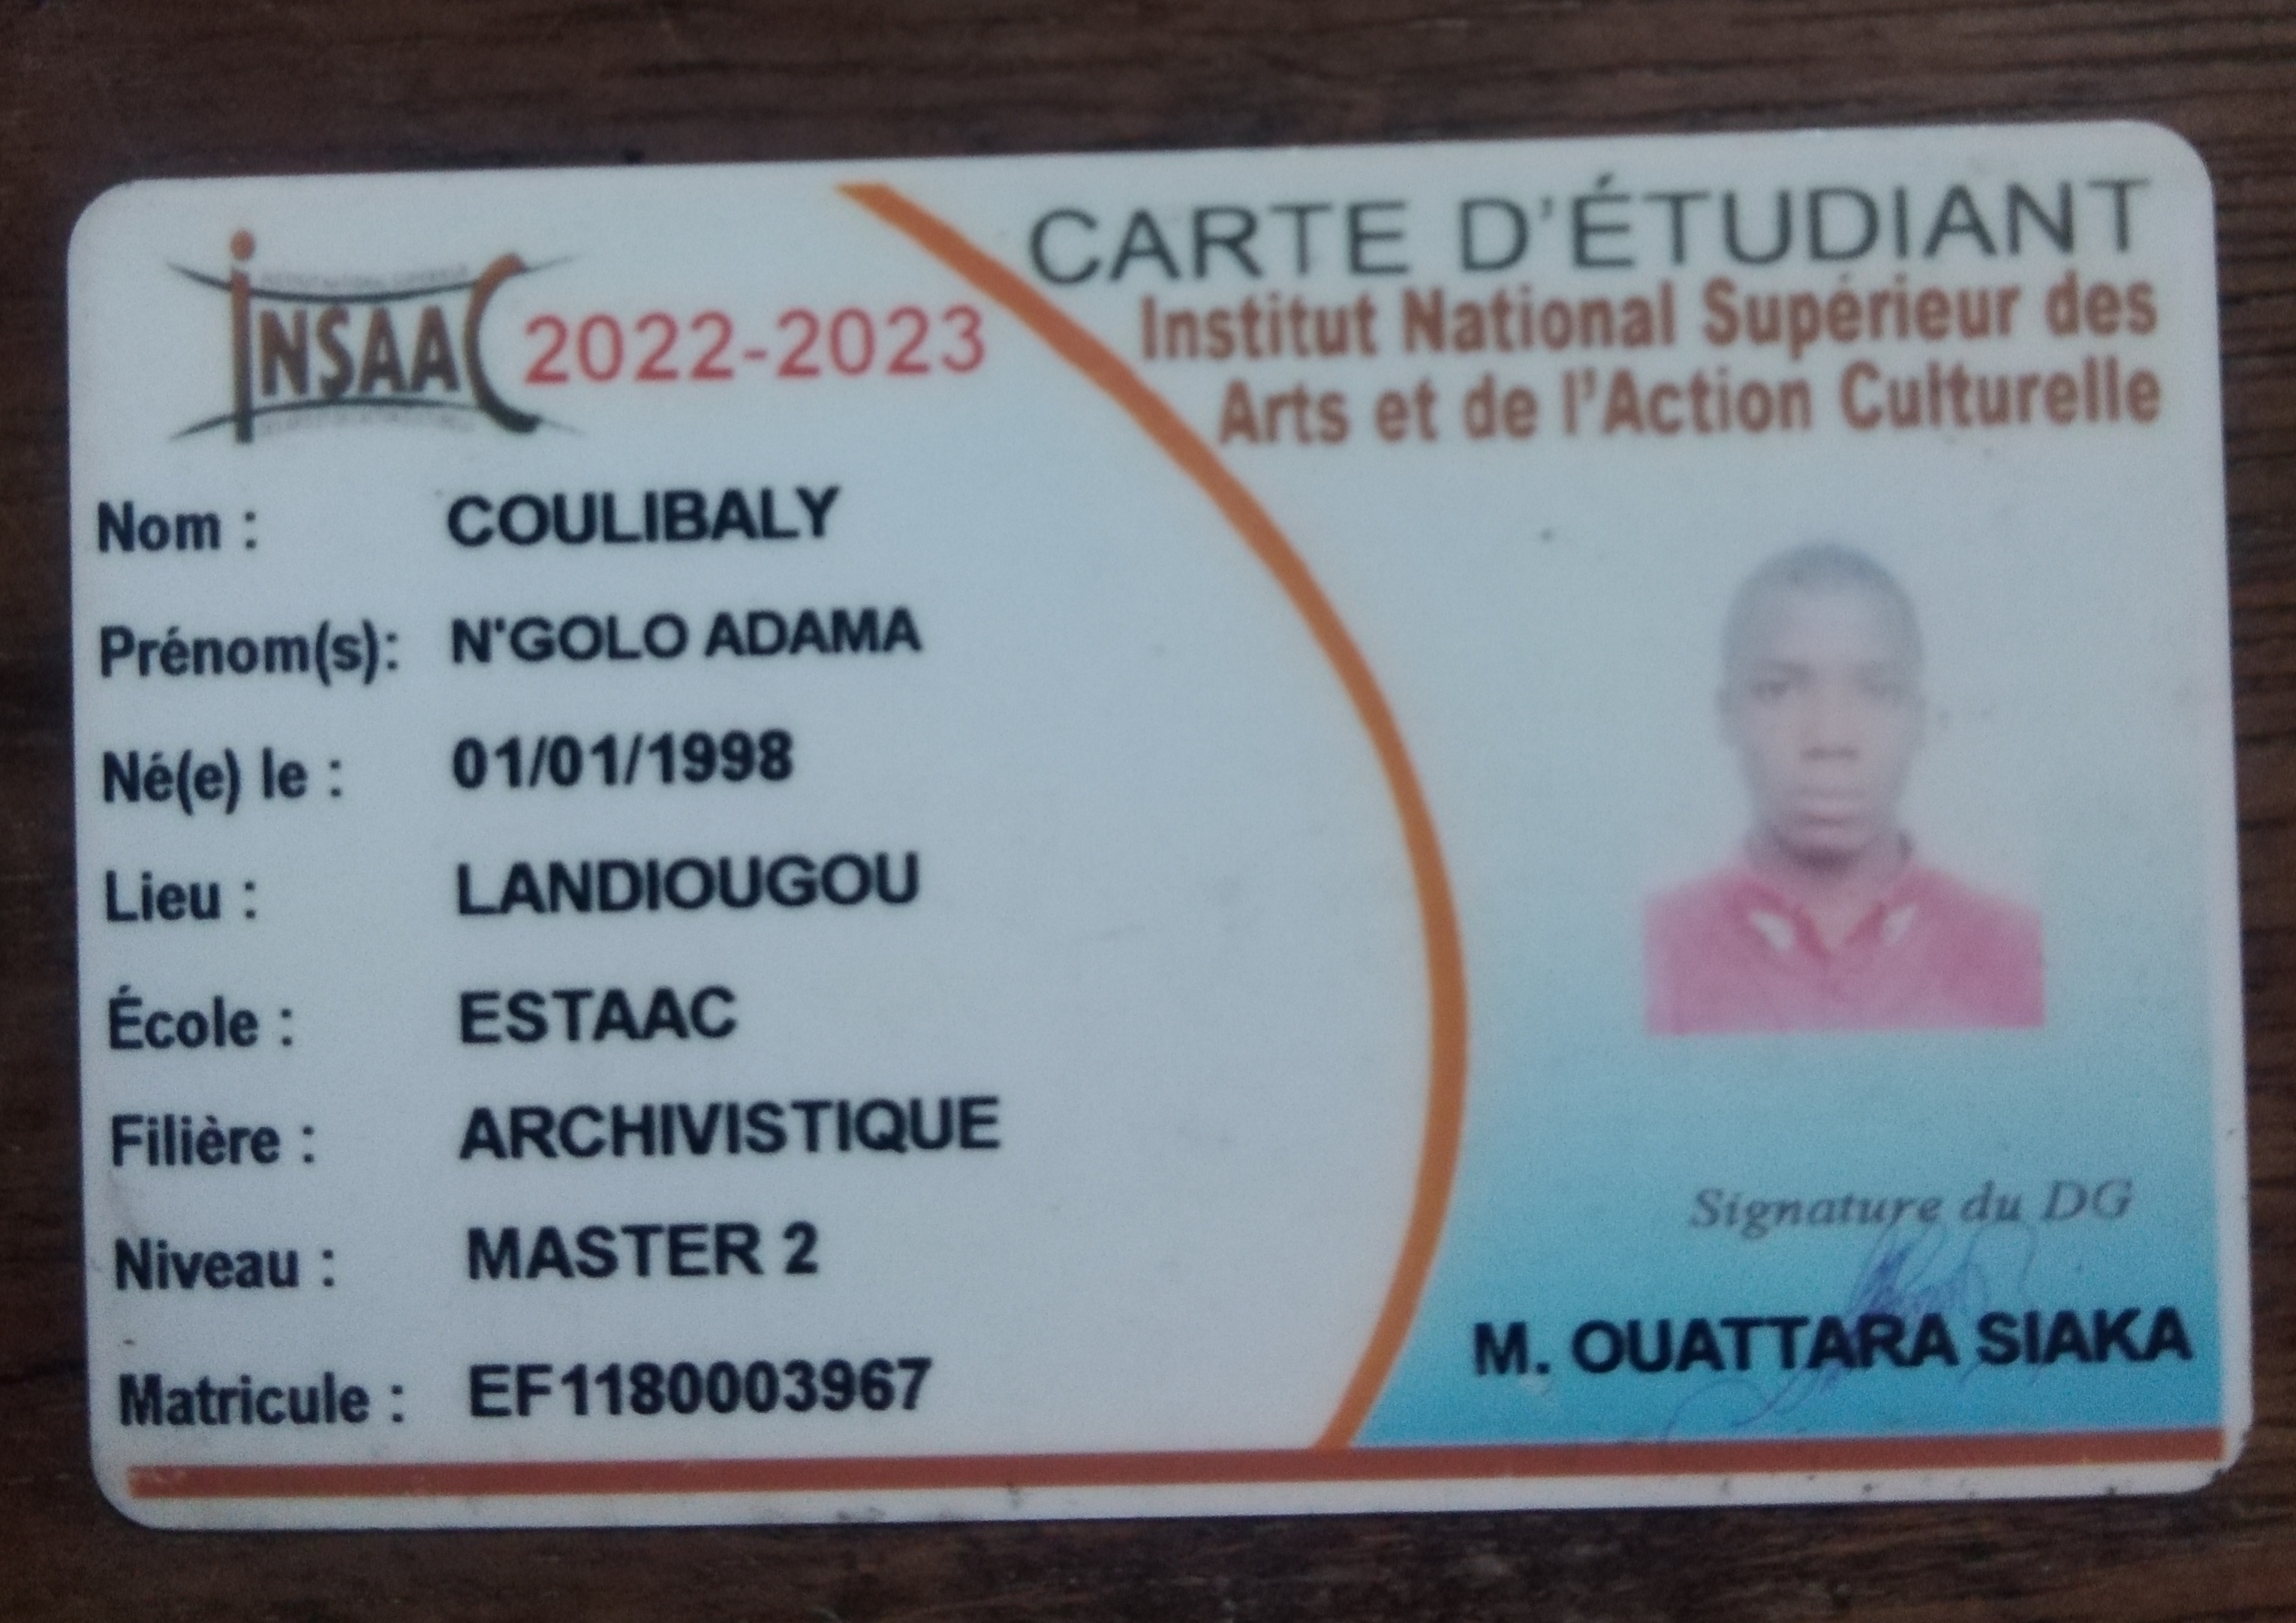 INSAAC 2022-2023
CARTE D'ÉTUDIANT
Institut National Supérieur des
Arts et de l'Action Culturelle
Nom : COULIBALY
Prénom(s): N'GOLO ADAMA
Né(e) le : 01/01/1998
Lieu : LANDIOUGOU
École : ESTAAC
Filière : ARCHIVISTIQUE
Niveau : MASTER 2
Matricule : EF1180003967
Signature du DG
M. OUATTARA SIAKA